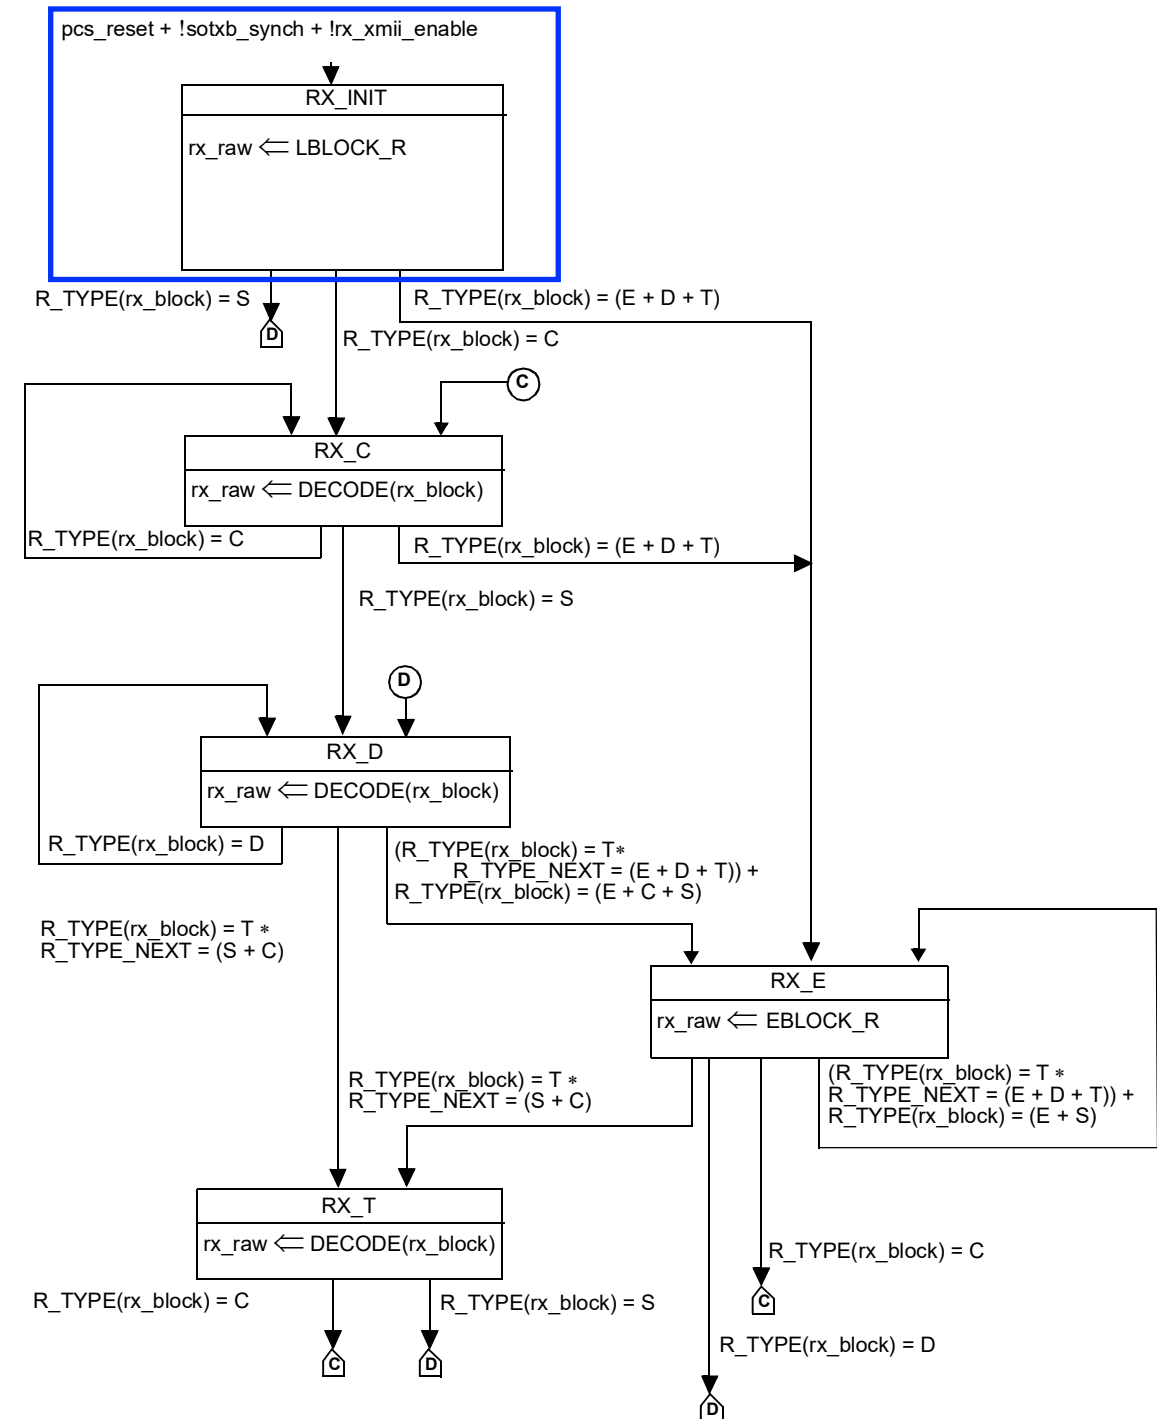 pcs_reset + !sotxb_synch + !rx_xmii_enable
RX_INIT
rx_raw ⇐ LBLOCK_R
R_TYPE(rx_block) = S
R_TYPE(rx_block) = (E + D + T)
D
R_TYPE(rx_block) = C
C
RX_C
rx_raw ⇐ DECODE(rx_block)
R_TYPE(rx_block) = C
R_TYPE(rx_block) = (E + D + T)
R_TYPE(rx_block) = S
D
RX_D
rx_raw ⇐ DECODE(rx_block)
R_TYPE(rx_block) = D
(R_TYPE(rx_block) = T*
R_TYPE_NEXT = (E + D + T)) +
R_TYPE(rx_block) = (E + C + S)
R_TYPE(rx_block) = T *
R_TYPE_NEXT = (S + C)
RX_E
rx_raw ⇐ EBLOCK_R
R_TYPE(rx_block) = T *
R_TYPE_NEXT = (S + C)
(R_TYPE(rx_block) = T *
R_TYPE_NEXT = (E + D + T)) +
R_TYPE(rx_block) = (E + S)
RX_T
rx_raw ⇐ DECODE(rx_block)
R_TYPE(rx_block) = C
R_TYPE(rx_block) = C
R_TYPE(rx_block) = S
C
C
D
R_TYPE(rx_block) = D
D